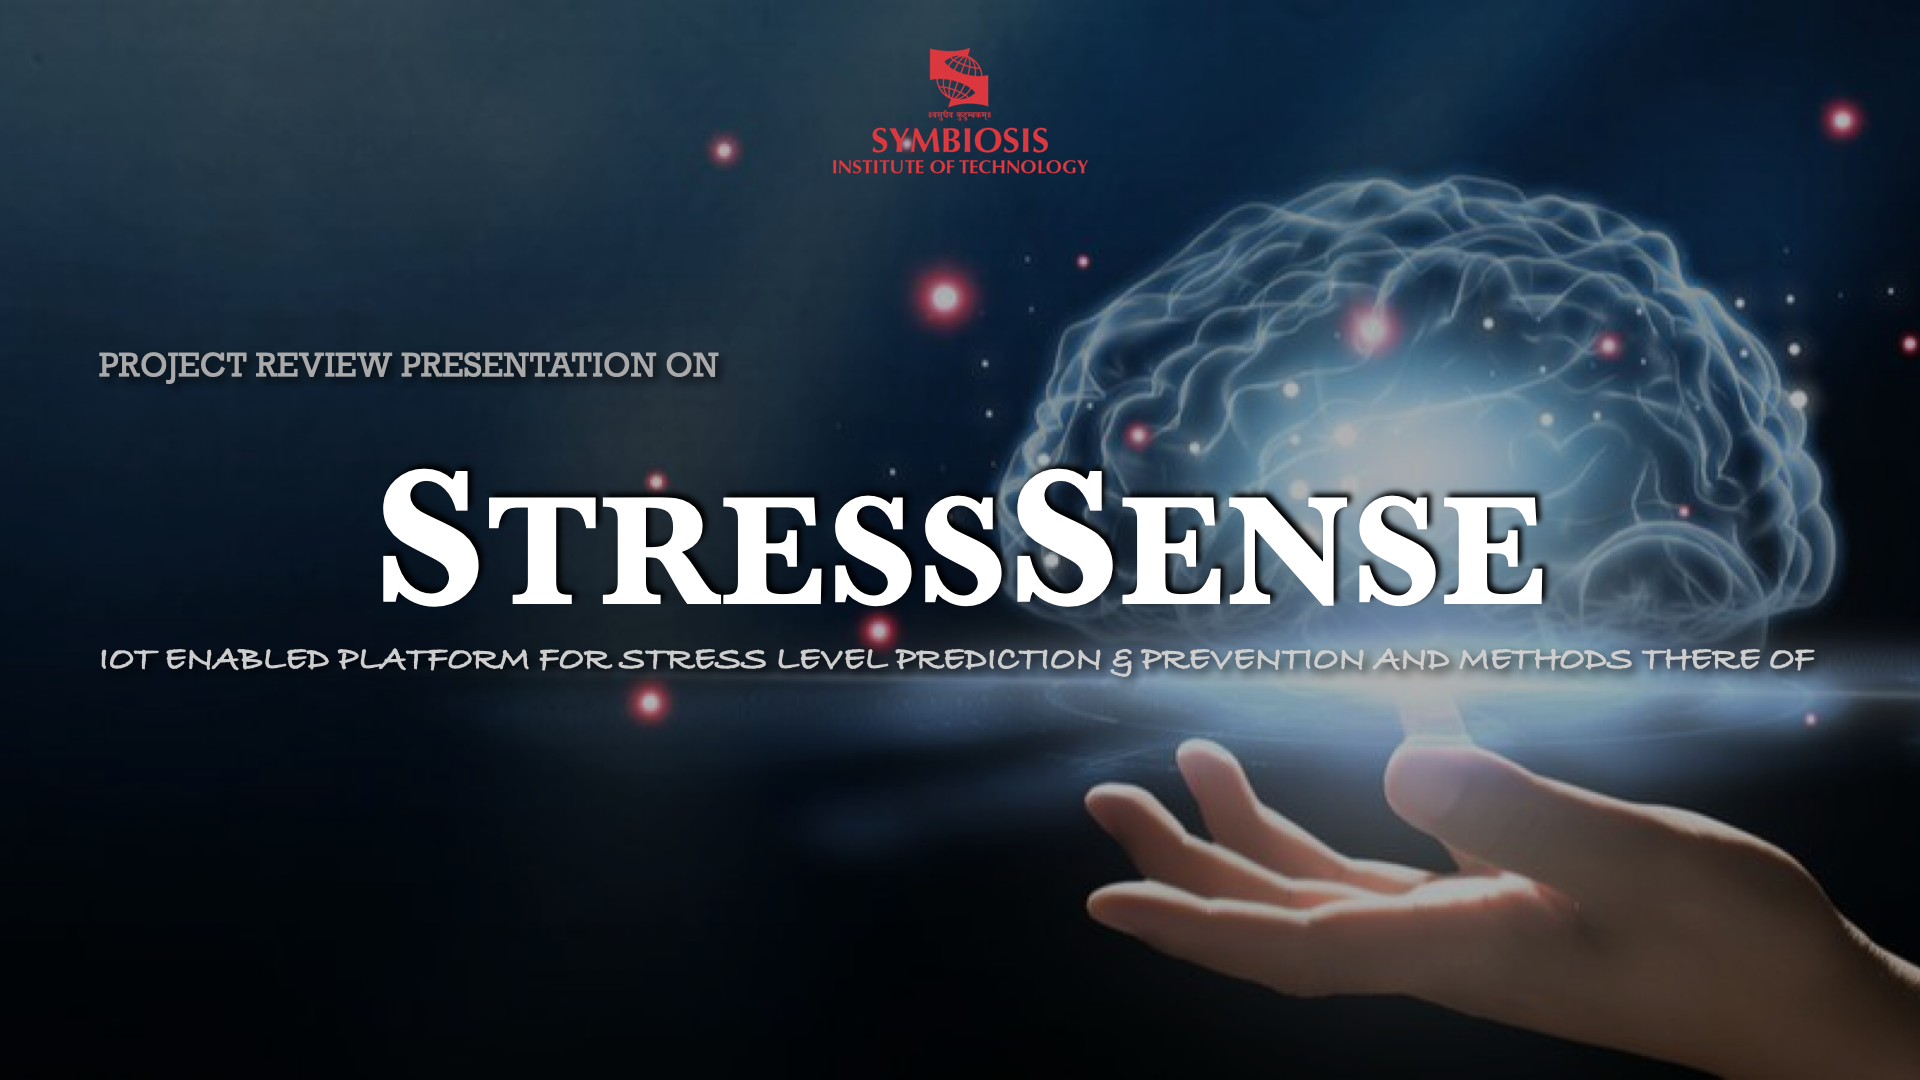 ॥वसुधैव कुटुम्बकम्॥
SYMBIOSIS
INSTITUTE OF TECHNOLOGY
PROJECT REVIEW PRESENTATION ON
STRESSSENSE
IOT ENABLED PLATFORM FOR STRESS LEVEL PREDICTION & PREVENTION AND METHODS THERE OF